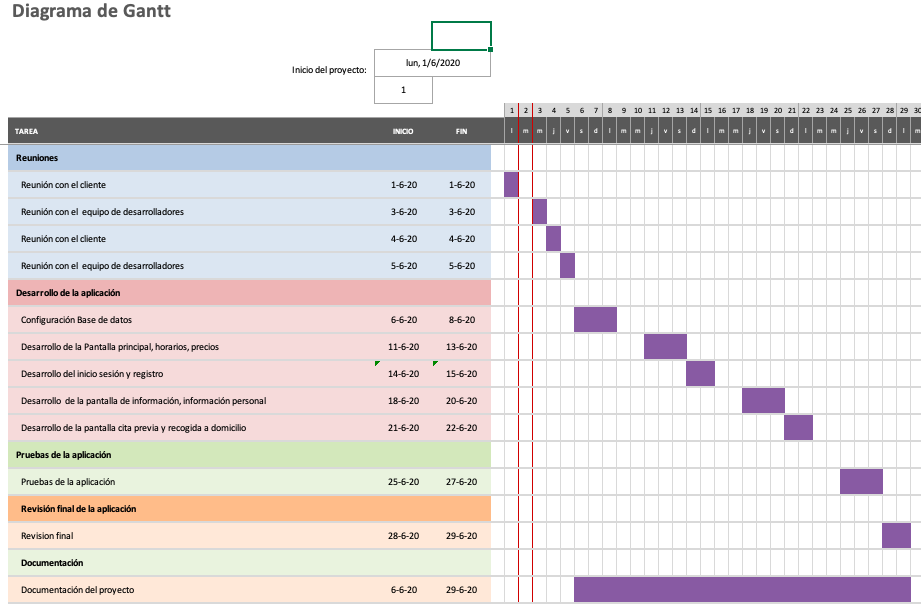 Diagrama de Gantt
Inicio del proyecto: lun, 1/6/2020
1
1 2 3 4 5 6 7 8 9 10 11 12 13 14 15 16 17 18 19 20 21 22 23 24 25 26 27 28 29 30
TAREA INICIO FIN l m m j v s d l m m j v s d l m m j v s d l m m j v s d l m
Reuniones
Reunión con el cliente 1-6-20 1-6-20
Reunión con el equipo de desarrolladores 3-6-20 3-6-20
Reunión con el cliente 4-6-20 4-6-20
Reunión con el equipo de desarrolladores 5-6-20 5-6-20
Desarrollo de la aplicación
Configuración Base de datos 6-6-20 8-6-20
Desarrollo de la Pantalla principal, horarios, precios 11-6-20 13-6-20
Desarrollo del inicio sesión y registro 14-6-20 15-6-20
Desarrollo de la pantalla de información, información personal 18-6-20 20-6-20
Desarrollo de la pantalla cita previa y recogida a domicilio 21-6-20 22-6-20
Pruebas de la aplicación
Pruebas de la aplicación 25-6-20 27-6-20
Revisión final de la aplicación
Revision final 28-6-20 29-6-20
Documentación
Documentación del proyecto 6-6-20 29-6-20